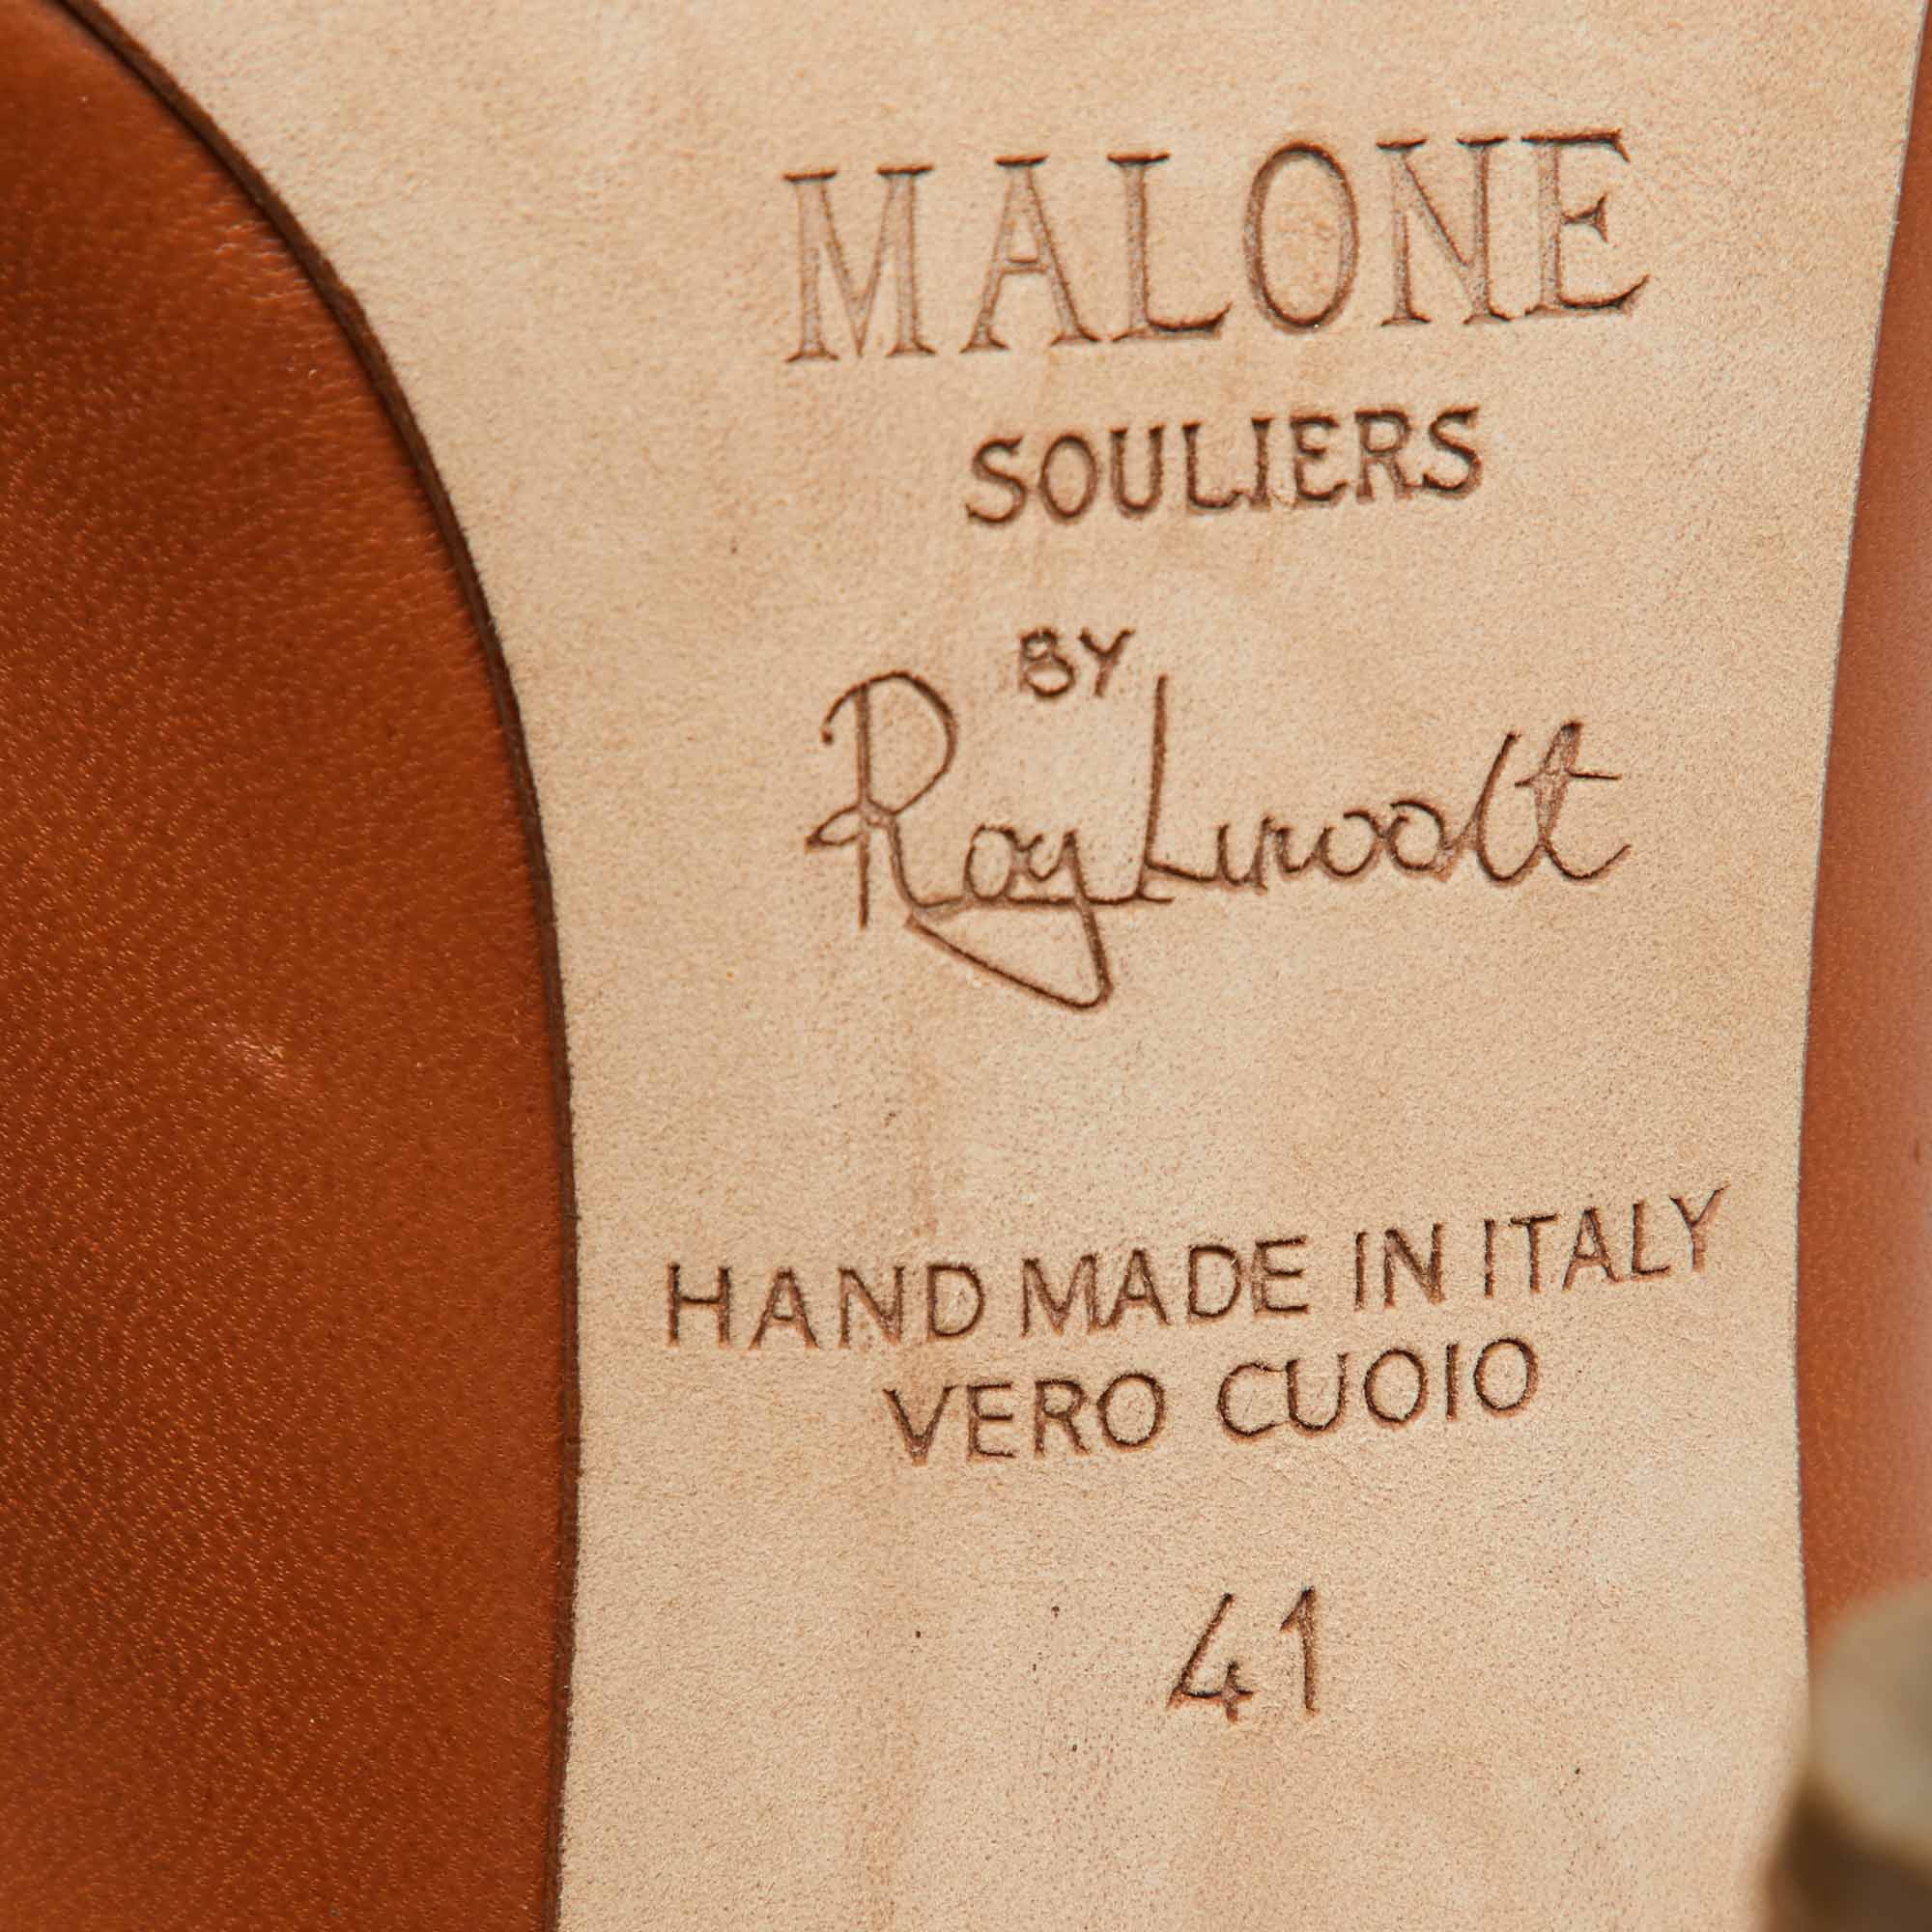 MALONE
SOULIERS
BY
Roy Luwolt
HAND MADE IN ITALY
VERO CUOIO
41